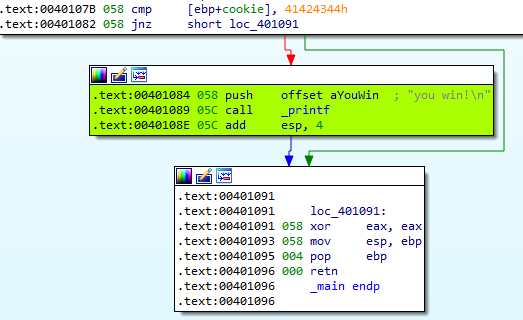 .text:0040107B 058 cmp     [ebp+cookie], 41424344h
.text:00401082 058 jnz     short loc_401091
.text:00401084 058 push    offset aYouWin  ; "you win!\n"
.text:00401089 05C call    _printf
.text:0040108E 05C add     esp, 4
.text:00401091
.text:00401091     loc_401091:
.text:00401091 058 xor     eax, eax
.text:00401093 058 mov     esp, ebp
.text:00401095 004 pop     ebp
.text:00401096 000 retn
.text:00401096     _main endp
.text:00401096